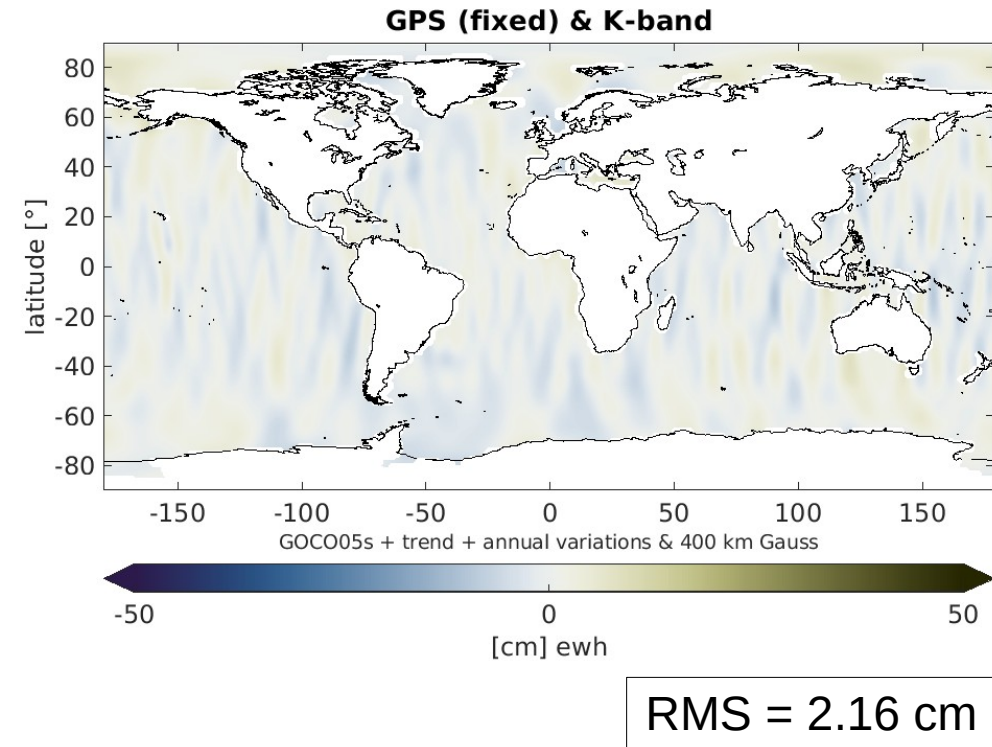 GPS (fixed) & K-band
80
60
40
20
0
-20
-40
-60
-80
latitude [°]
-150 -100 -50 0 50 100 150
GOCO05s + trend + annual variations & 400 km Gauss
-50 0 50
[cm] ewh
RMS = 2.16 cm